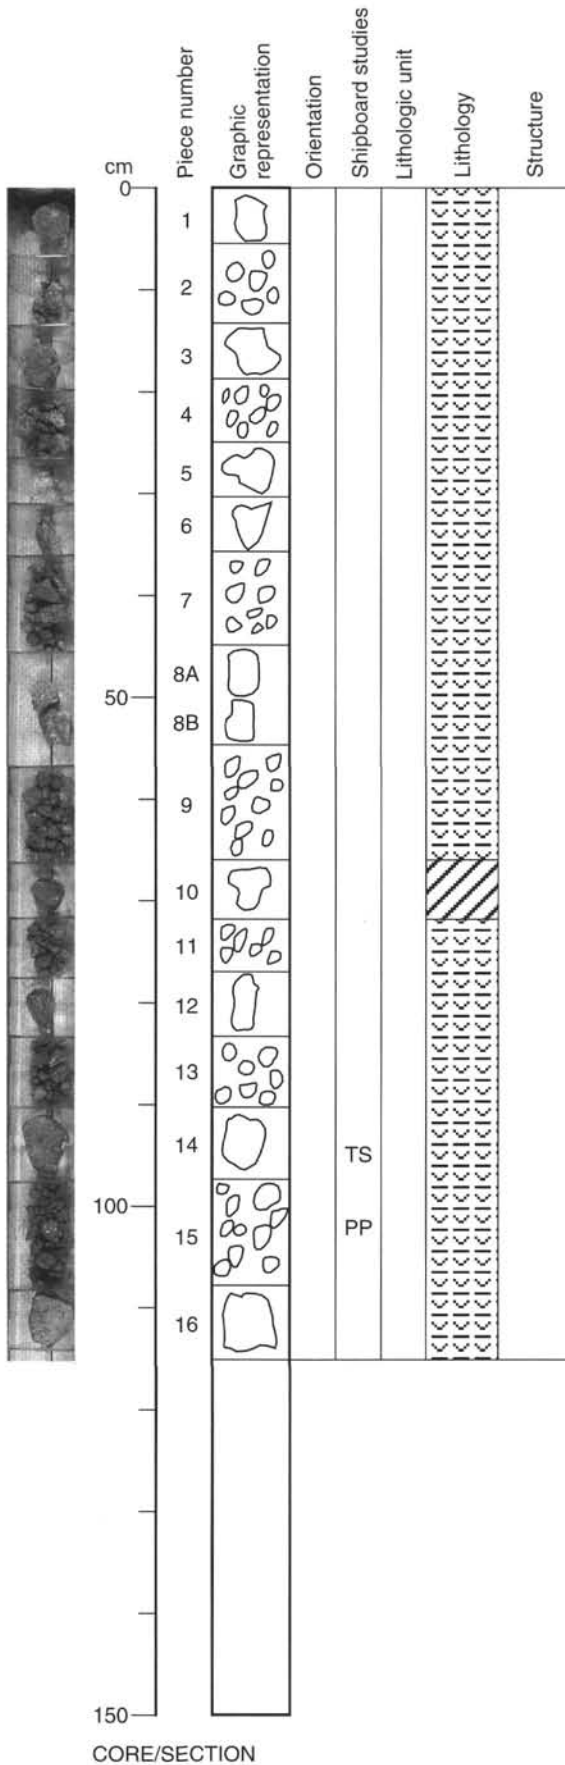 cm
Piece number
Graphic representation
Orientation
Shipboard studies
Lithologic unit
Lithology
Structure
0
1
2
3
4
5
6
7
8A
50
8B
9
10
11
12
13
14 TS
100
15 PP
16
150
CORE/SECTION